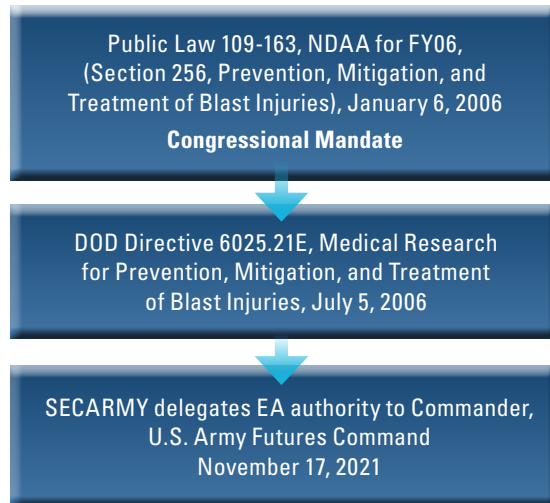 Public Law 109-163, NDAA for FY06,
(Section 256, Prevention, Mitigation, and
Treatment of Blast Injuries), January 6, 2006
Congressional Mandate
DOD Directive 6025.21E, Medical Research
for Prevention, Mitigation, and Treatment
of Blast Injuries, July 5, 2006
SECARMY delegates EA authority to Commander,
U.S. Army Futures Command
November 17, 2021